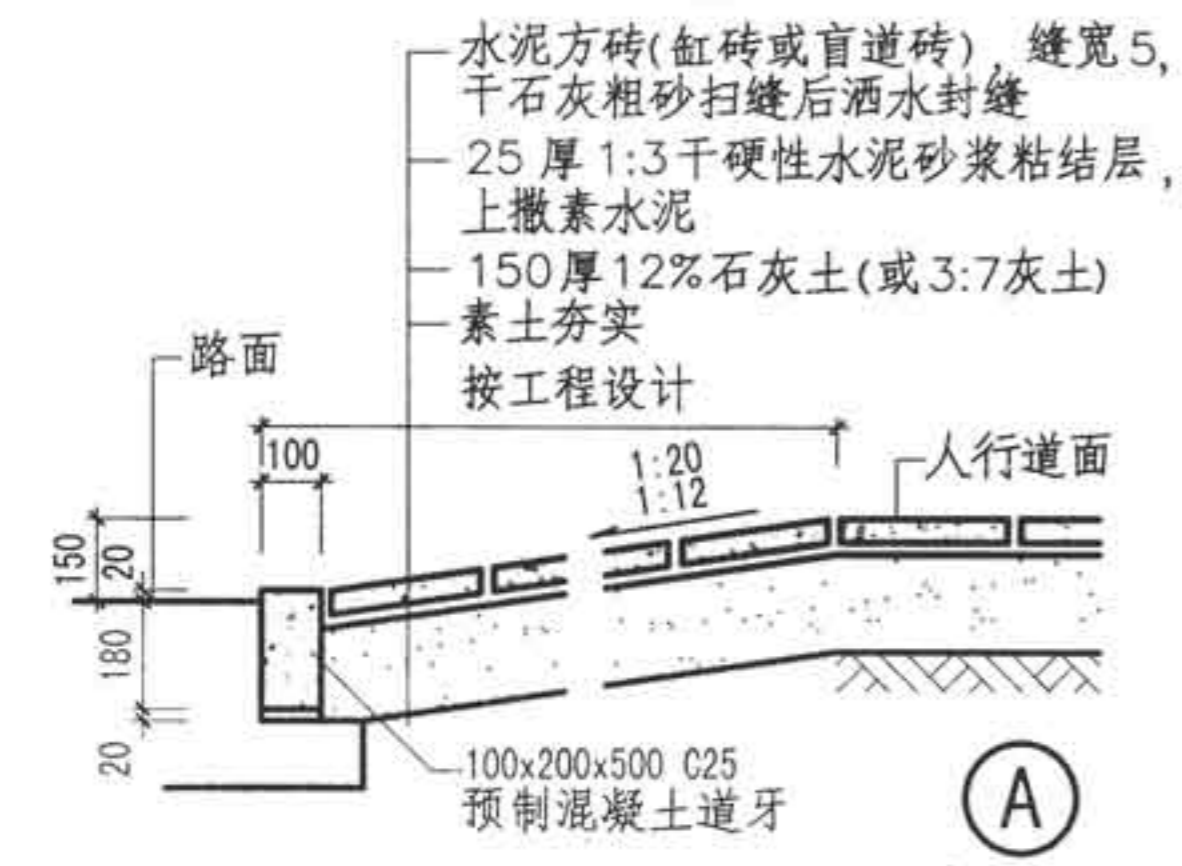 水泥方砖(缸砖或盲道砖), 缝宽5,
干石灰粗砂扫缝后洒水封缝
25厚1:3干硬性水泥砂浆粘结层,
上撒素水泥
150厚12%石灰土(或3:7灰土)
素土夯实
路面
按工程设计
100
1:20
1:12
人行道面
150
20
180
20
100x200x500 C25
预制混凝土道牙
A